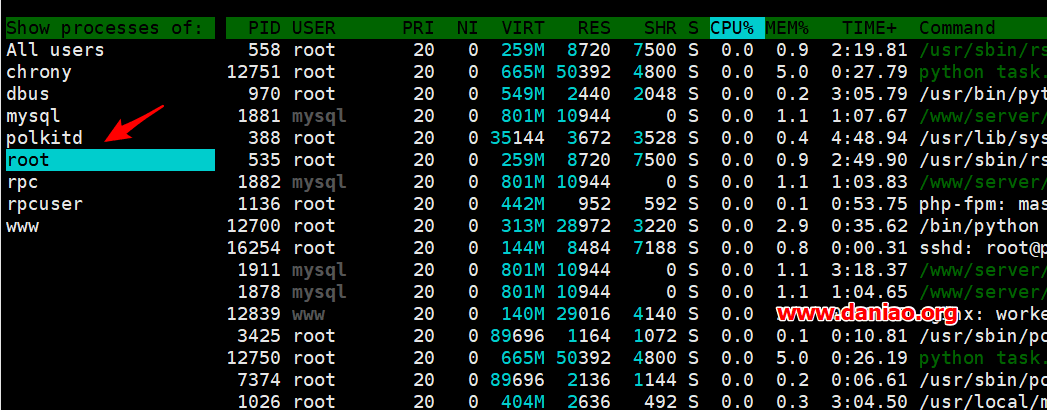 Show processes of: PID USER PRI NI VIRT RES SHR S CPU% MEM% TIME+ Command
All users 558 root 20 0 259M 8720 7500 S 0.0 0.9 2:19.81 /usr/sbin/rs
chrony 12751 root 20 0 665M 50392 4800 S 0.0 5.0 0:27.79 python task.
dbus 970 root 20 0 549M 2440 2048 S 0.0 0.2 3:05.79 /usr/bin/pyt
mysql 1881 mysql 20 0 801M 10944 0 S 0.0 1.1 1:07.67 /www/server/
polkitd 388 root 20 0 35144 3672 3528 S 0.0 0.4 4:48.94 /usr/lib/sys
root 535 root 20 0 259M 8720 7500 S 0.0 0.9 2:49.90 /usr/sbin/rs
rpc 1882 mysql 20 0 801M 10944 0 S 0.0 1.1 1:03.83 /www/server/
rpcuser 1136 root 20 0 442M 952 592 S 0.0 0.1 0:53.75 php-fpm: mas
www 12700 root 20 0 313M 28972 3220 S 0.0 2.9 0:35.62 /bin/python
16254 root 20 0 144M 8484 7188 S 0.0 0.8 0:00.31 sshd: root@p
1911 mysql 20 0 801M 10944 0 S 0.0 1.1 3:18.37 /www/server/
1878 mysql 20 0 801M 10944 0 S 0.0 1.1 1:04.65 /www/server/
12839 www 20 0 140M 29016 4140 S 0.0 worke
www.daniao.org
3425 root 20 0 89696 1164 1072 S 0.0 0.1 0:10.81 /usr/sbin/po
12750 root 20 0 665M 50392 4800 S 0.0 5.0 0:26.19 python task.
7374 root 20 0 89696 2136 1144 S 0.0 0.2 0:06.61 /usr/sbin/po
1026 root 20 0 404M 2636 492 S 0.0 0.3 3:04.50 /usr/local/m